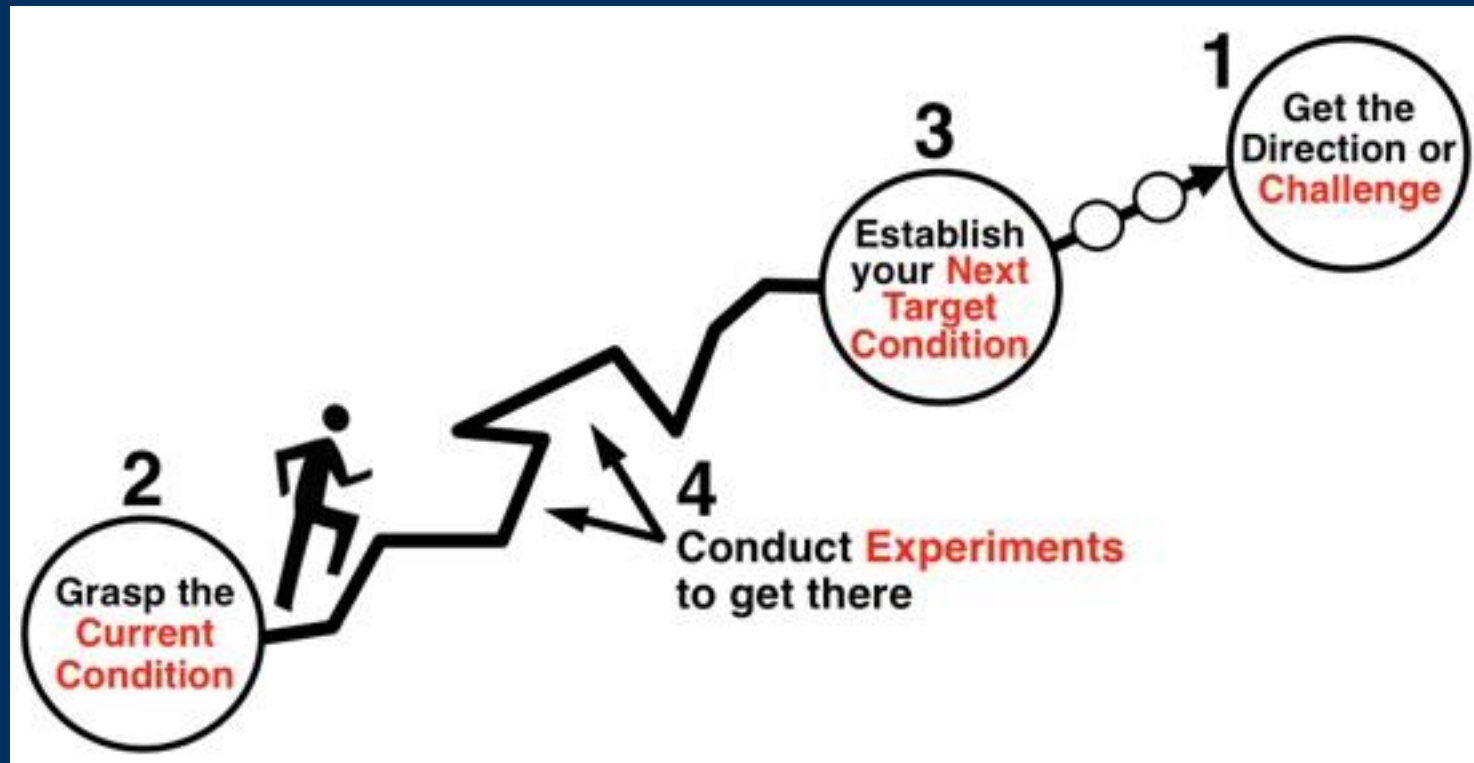 1
Get the
Direction or
Challenge
3
Establish
your Next
Target
Condition
2
Grasp the
Current
Condition
4
Conduct Experiments
to get there